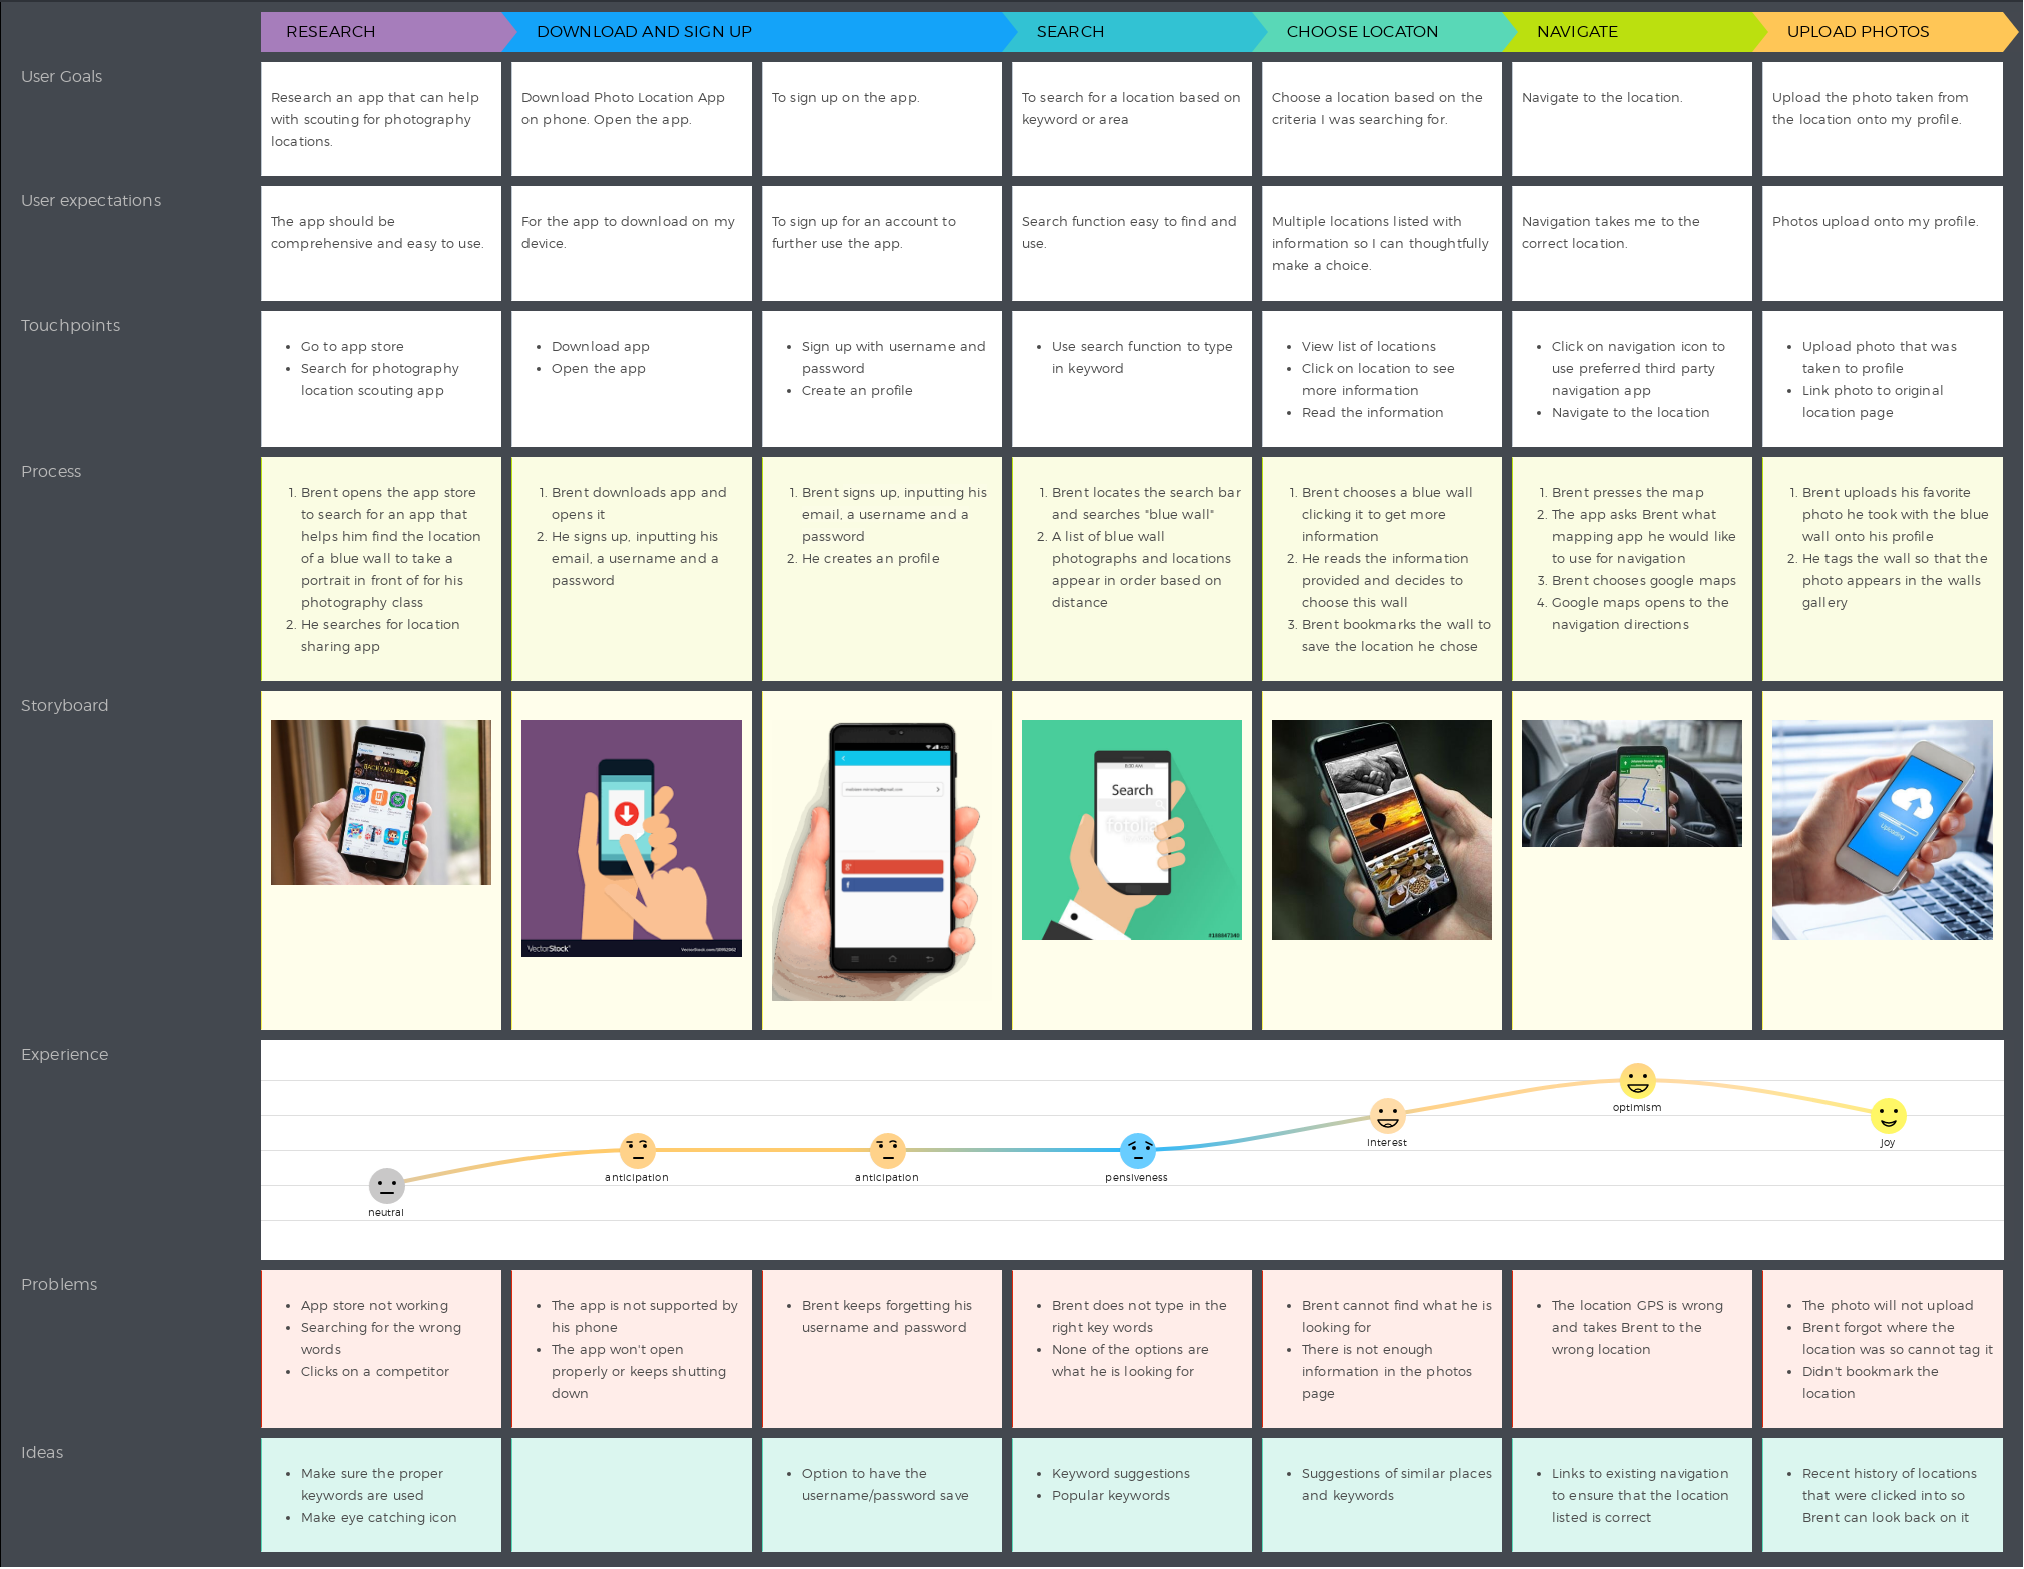 RESEARCH
DOWNLOAD AND SIGN UP
SEARCH
CHOOSE LOCATON
NAVIGATE
UPLOAD PHOTOS
User Goals
Research an app that can help
with scouting for photography
locations.
Download Photo Location App
on phone. Open the app.
To sign up on the app.
To search for a location based on
keyword or area
Choose a location based on the
criteria I was searching for.
Navigate to the location.
Upload the photo taken from
the location onto my profile.
User expectations
The app should be
comprehensive and easy to use.
For the app to download on my
device.
To sign up for an account to
further use the app.
Search function easy to find and
use.
Multiple locations listed with
information so I can thoughtfully
make a choice.
Navigation takes me to the
correct location.
Photos upload onto my profile.
Touchpoints
• Go to app store
• Search for photography
location scouting app
• Download app
• Open the app
• Sign up with username and
password
• Create an profile
• Use search function to type
in keyword
• View list of locations
• Click on location to see
more information
• Read the information
• Click on navigation icon to
use preferred third party
navigation app
• Navigate to the location
• Upload photo that was
taken to profile
• Link photo to original
location page
Process
1. Brent opens the app store
to search for an app that
helps him find the location
of a blue wall to take a
portrait in front of for his
photography class
2. He searches for location
sharing app
1. Brent downloads app and
opens it
2. He signs up, inputting his
email, a username and a
password
1. Brent signs up, inputting his
email, a username and a
password
2. He creates an profile
1. Brent locates the search bar
and searches "blue wall"
2. A list of blue wall
photographs and locations
appear in order based on
distance
1. Brent chooses a blue wall
clicking it to get more
information
2. He reads the information
provided and decides to
choose this wall
3. Brent bookmarks the wall to
save the location he chose
1. Brent presses the map
2. The app asks Brent what
mapping app he would like
to use for navigation
3. Brent chooses google maps
4. Google maps opens to the
navigation directions
1. Brent uploads his favorite
photo he took with the blue
wall onto his profile
2. He tags the wall so that the
photo appears in the walls
gallery
Storyboard
BACKYARD BBQ
VectorStock
8:30 AM
Search
fotolia
#188847340
Uploading
Experience
neutral
anticipation
anticipation
pensiveness
interest
optimism
joy
Problems
• App store not working
• Searching for the wrong
words
• Clicks on a competitor
• The app is not supported by
his phone
• The app won't open
properly or keeps shutting
down
• Brent keeps forgetting his
username and password
• Brent does not type in the
right key words
• None of the options are
what he is looking for
• Brent cannot find what he is
looking for
• There is not enough
information in the photos
page
• The location GPS is wrong
and takes Brent to the
wrong location
• The photo will not upload
• Brent forgot where the
location was so cannot tag it
• Didn't bookmark the
location
Ideas
• Make sure the proper
keywords are used
• Make eye catching icon
• Option to have the
username/password save
• Keyword suggestions
• Popular keywords
• Suggestions of similar places
and keywords
• Links to existing navigation
to ensure that the location
listed is correct
• Recent history of locations
that were clicked into so
Brent can look back on it